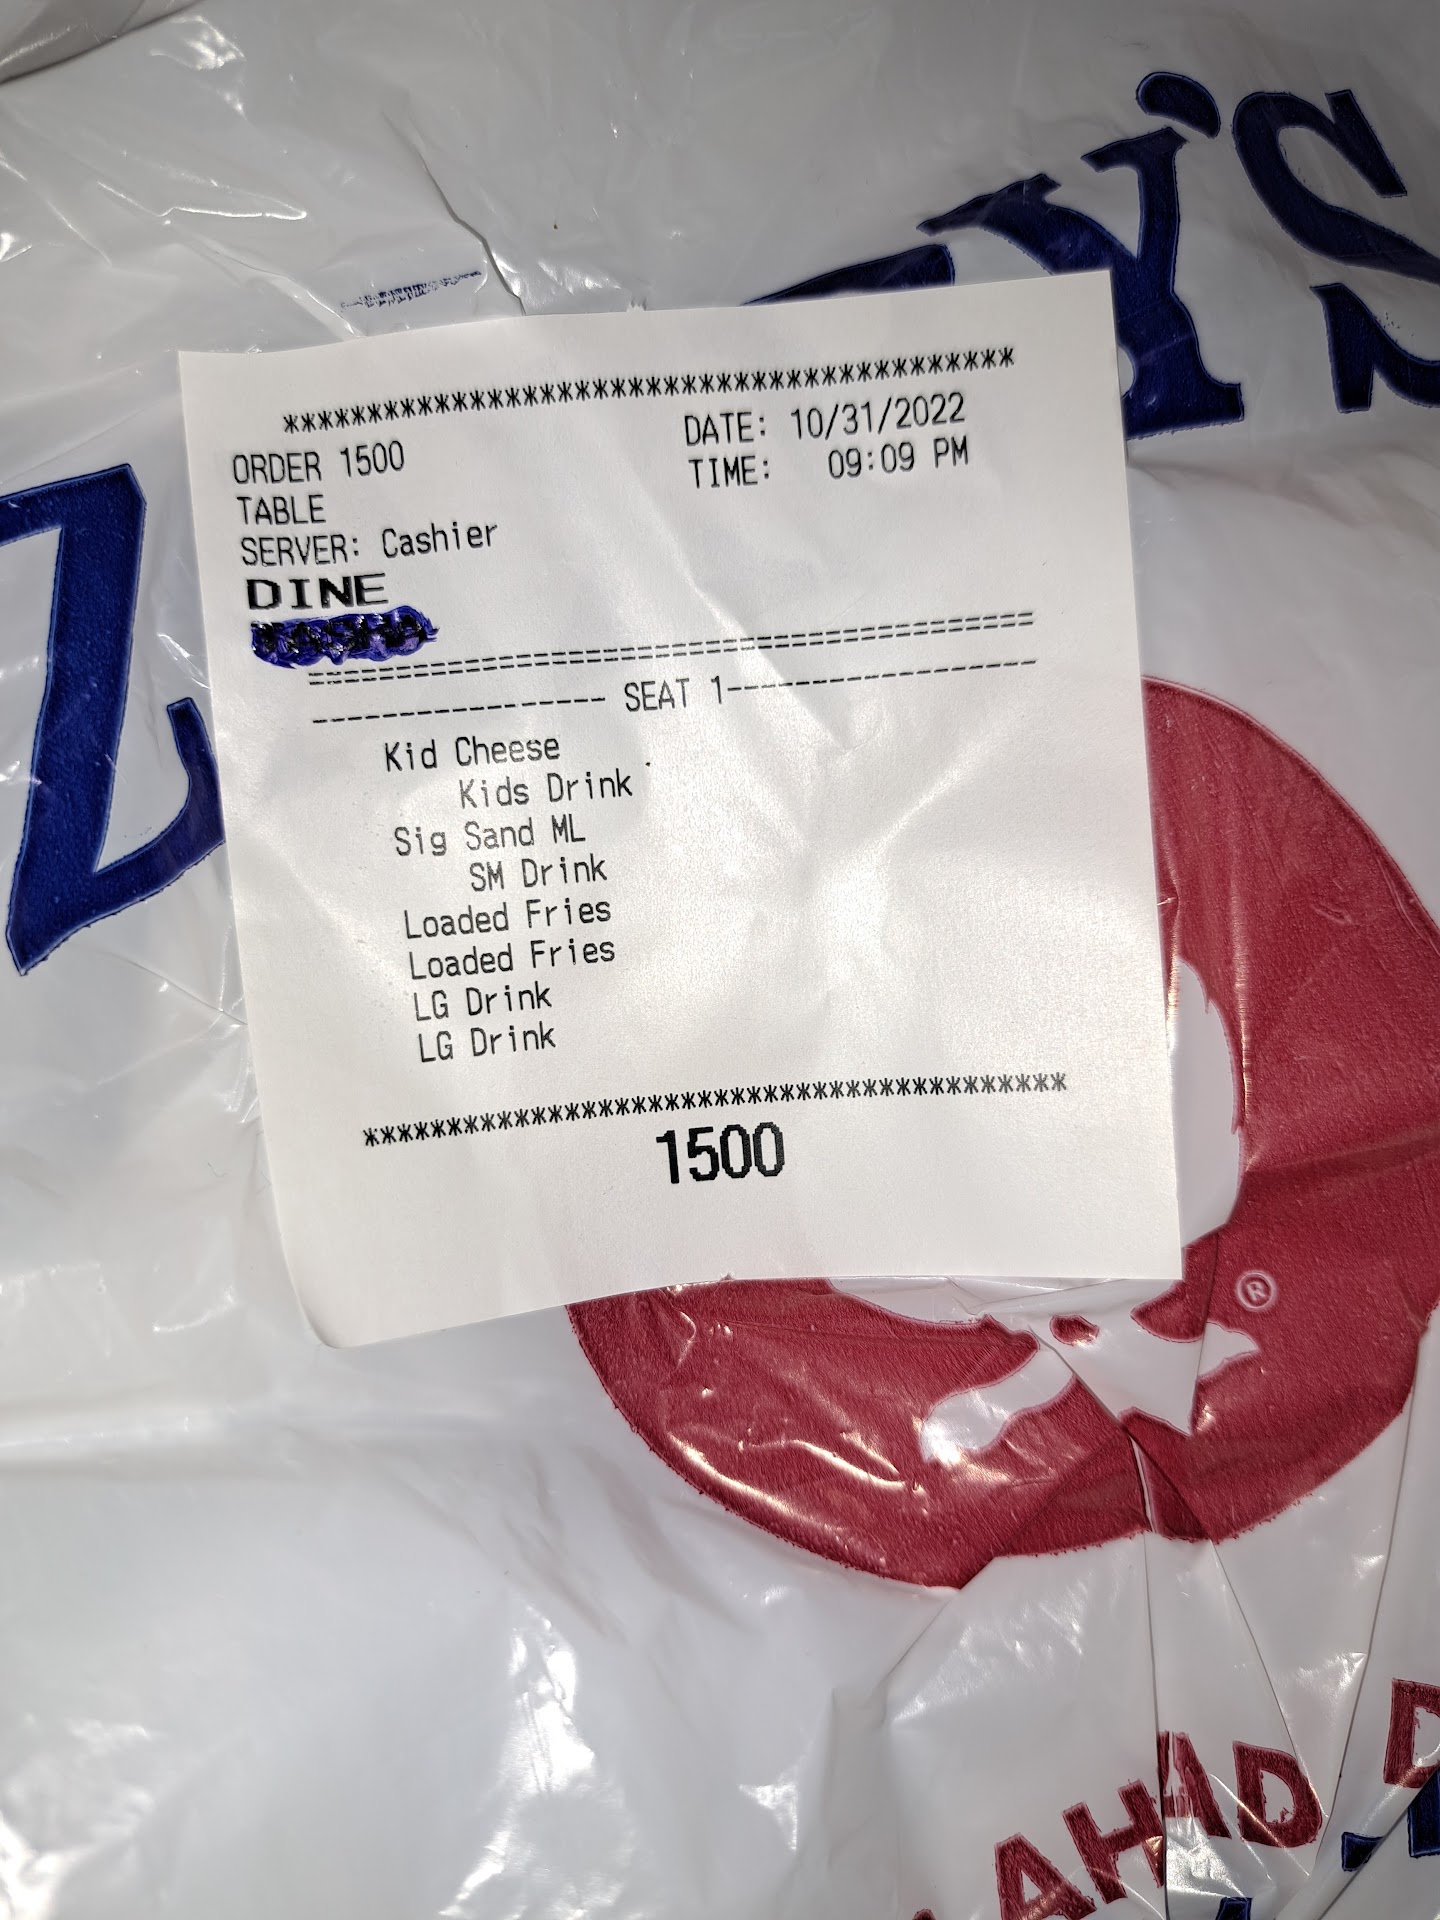 Z Y'S
****************************************
ORDER 1500 DATE: 10/31/2022
TABLE TIME: 09:09 PM
SERVER: Cashier
DINE
==========================================
----------------- SEAT 1------------------
Kid Cheese
Kids Drink
Sig Sand ML
SM Drink
Loaded Fries
Loaded Fries
LG Drink
LG Drink
****************************************
1500
®